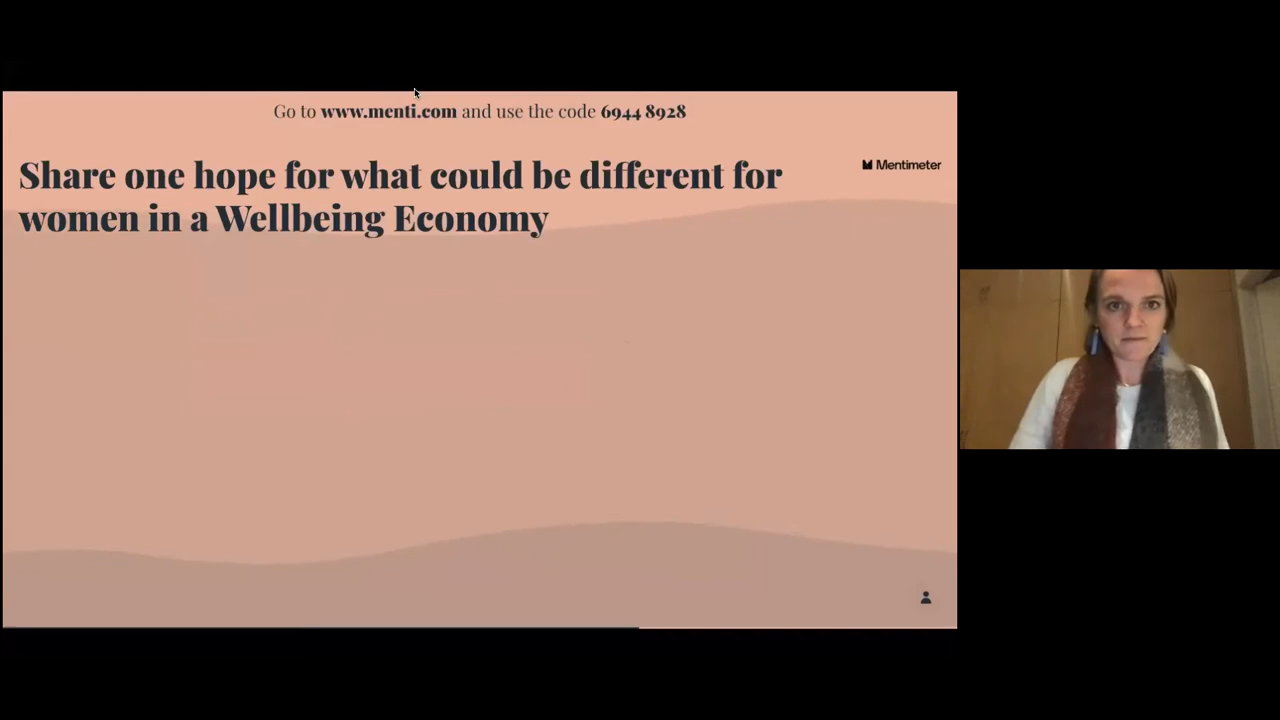 Go to www.menti.com and use the code 6944 8928
Share one hope for what could be different for
women in a Wellbeing Economy
Mentimeter